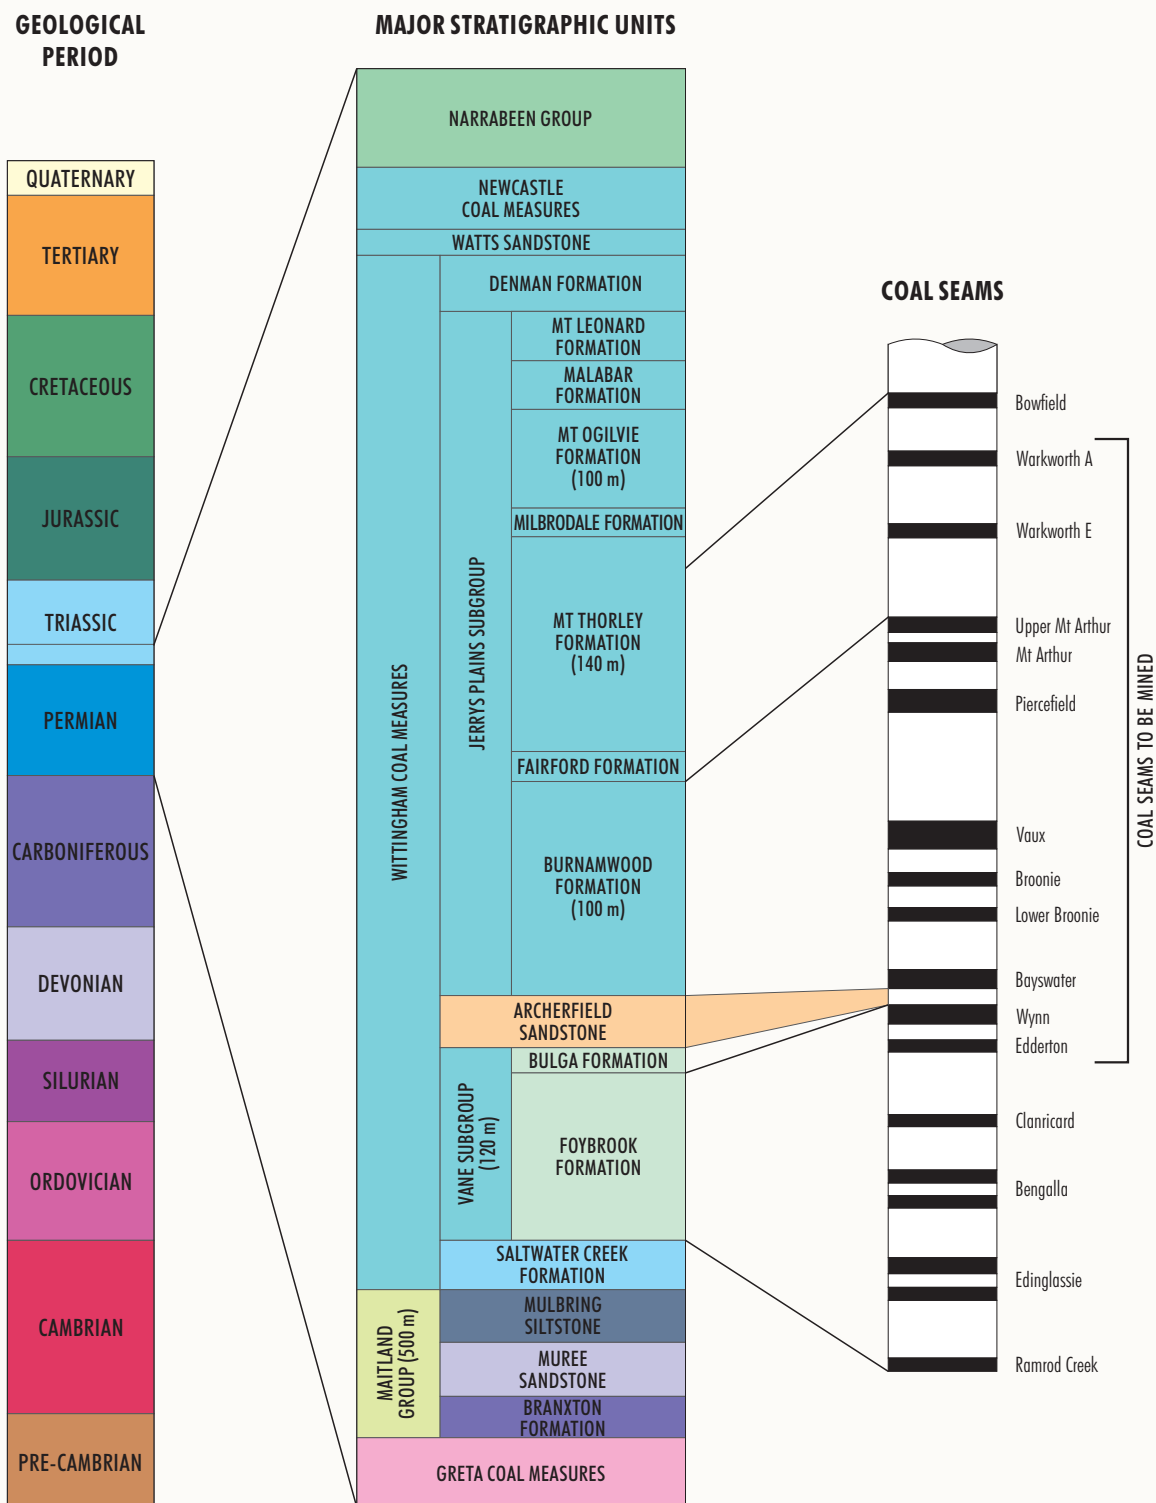 GEOLOGICAL
PERIOD
QUATERNARY
TERTIARY
CRETACEOUS
JURASSIC
TRIASSIC
PERMIAN
CARBONIFEROUS
DEVONIAN
SILURIAN
ORDOVICIAN
CAMBRIAN
PRE-CAMBRIAN
MAJOR STRATIGRAPHIC UNITS
NARRABEEN GROUP
NEWCASTLE
COAL MEASURES
WATTS SANDSTONE
WITTINGHAM COAL MEASURES
DENMAN FORMATION
JERRYS PLAINS SUBGROUP
MT LEONARD
FORMATION
MALABAR
FORMATION
MT OGILVIE
FORMATION
(100 m)
MILBRODALE FORMATION
MT THORLEY
FORMATION
(140 m)
FAIRFORD FORMATION
BURNAMWOOD
FORMATION
(100 m)
ARCHERFIELD
SANDSTONE
VANE SUBGROUP
(120 m)
BULGA FORMATION
FOYBROOK
FORMATION
SALTWATER CREEK
FORMATION
MAITLAND
GROUP (500 m)
MULBRING
SILTSTONE
MUREE
SANDSTONE
BRANXTON
FORMATION
GRETA COAL MEASURES
COAL SEAMS
Bowfield
Warkworth A
Warkworth E
Upper Mt Arthur
Mt Arthur
Piercefield
Vaux
Broonie
Lower Broonie
Bayswater
Wynn
Edderton
Clanricard
Bengalla
Edinglassie
Ramrod Creek
COAL SEAMS TO BE MINED